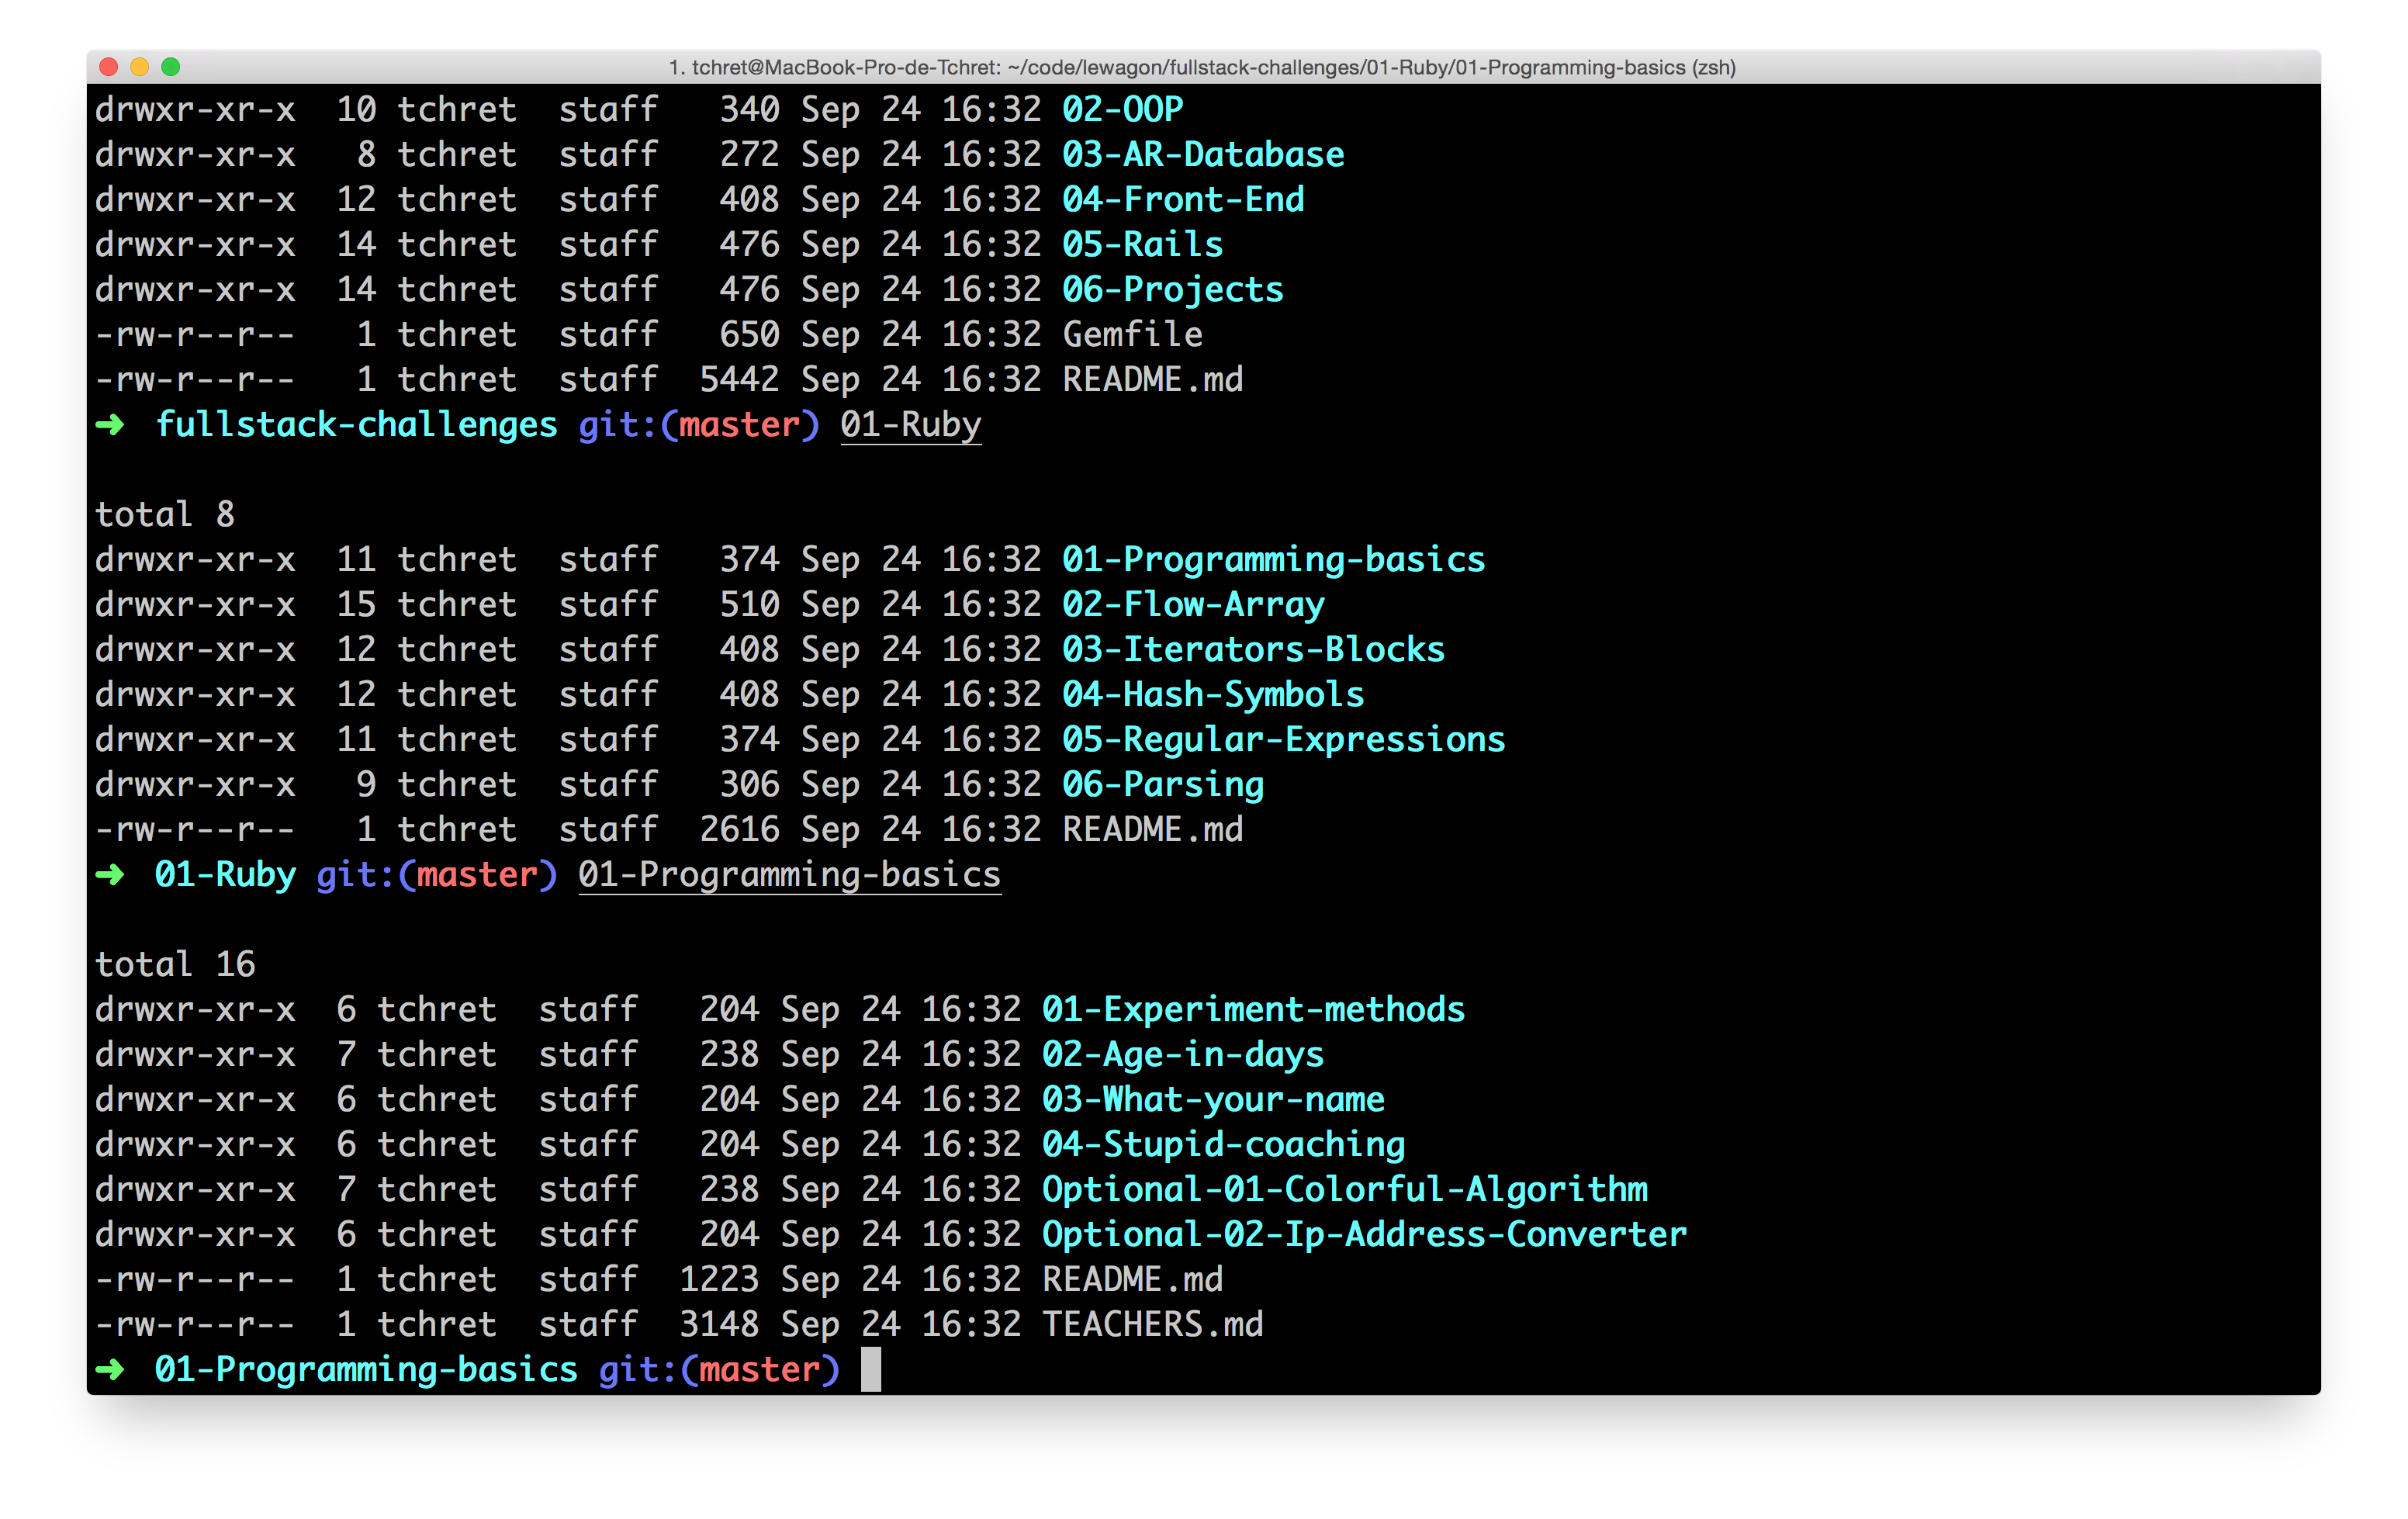 1. tchret@MacBook-Pro-de-Tchret: ~/code/lewagon/fullstack-challenges/01-Ruby/01-Programming-basics (zsh)
drwxr-xr-x  10 tchret  staff   340 Sep 24 16:32 02-OOP
drwxr-xr-x   8 tchret  staff   272 Sep 24 16:32 03-AR-Database
drwxr-xr-x  12 tchret  staff   408 Sep 24 16:32 04-Front-End
drwxr-xr-x  14 tchret  staff   476 Sep 24 16:32 05-Rails
drwxr-xr-x  14 tchret  staff   476 Sep 24 16:32 06-Projects
-rw-r--r--   1 tchret  staff   650 Sep 24 16:32 Gemfile
-rw-r--r--   1 tchret  staff  5442 Sep 24 16:32 README.md
➜  fullstack-challenges git:(master) 01-Ruby
total 8
drwxr-xr-x  11 tchret  staff   374 Sep 24 16:32 01-Programming-basics
drwxr-xr-x  15 tchret  staff   510 Sep 24 16:32 02-Flow-Array
drwxr-xr-x  12 tchret  staff   408 Sep 24 16:32 03-Iterators-Blocks
drwxr-xr-x  12 tchret  staff   408 Sep 24 16:32 04-Hash-Symbols
drwxr-xr-x  11 tchret  staff   374 Sep 24 16:32 05-Regular-Expressions
drwxr-xr-x   9 tchret  staff   306 Sep 24 16:32 06-Parsing
-rw-r--r--   1 tchret  staff  2616 Sep 24 16:32 README.md
➜  01-Ruby git:(master) 01-Programming-basics
total 16
drwxr-xr-x  6 tchret  staff   204 Sep 24 16:32 01-Experiment-methods
drwxr-xr-x  7 tchret  staff   238 Sep 24 16:32 02-Age-in-days
drwxr-xr-x  6 tchret  staff   204 Sep 24 16:32 03-What-your-name
drwxr-xr-x  6 tchret  staff   204 Sep 24 16:32 04-Stupid-coaching
drwxr-xr-x  7 tchret  staff   238 Sep 24 16:32 Optional-01-Colorful-Algorithm
drwxr-xr-x  6 tchret  staff   204 Sep 24 16:32 Optional-02-Ip-Address-Converter
-rw-r--r--  1 tchret  staff  1223 Sep 24 16:32 README.md
-rw-r--r--  1 tchret  staff  3148 Sep 24 16:32 TEACHERS.md
➜  01-Programming-basics git:(master)